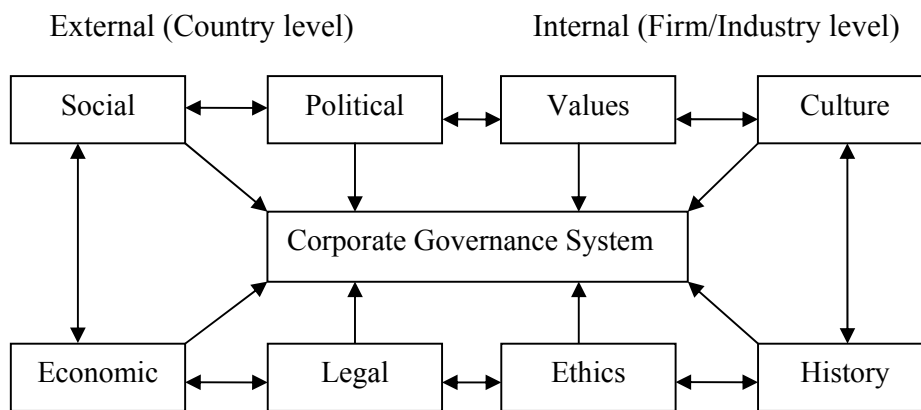 External (Country level)
Internal (Firm/Industry level)
Social
Political
Values
Culture
Corporate Governance System
Economic
Legal
Ethics
History